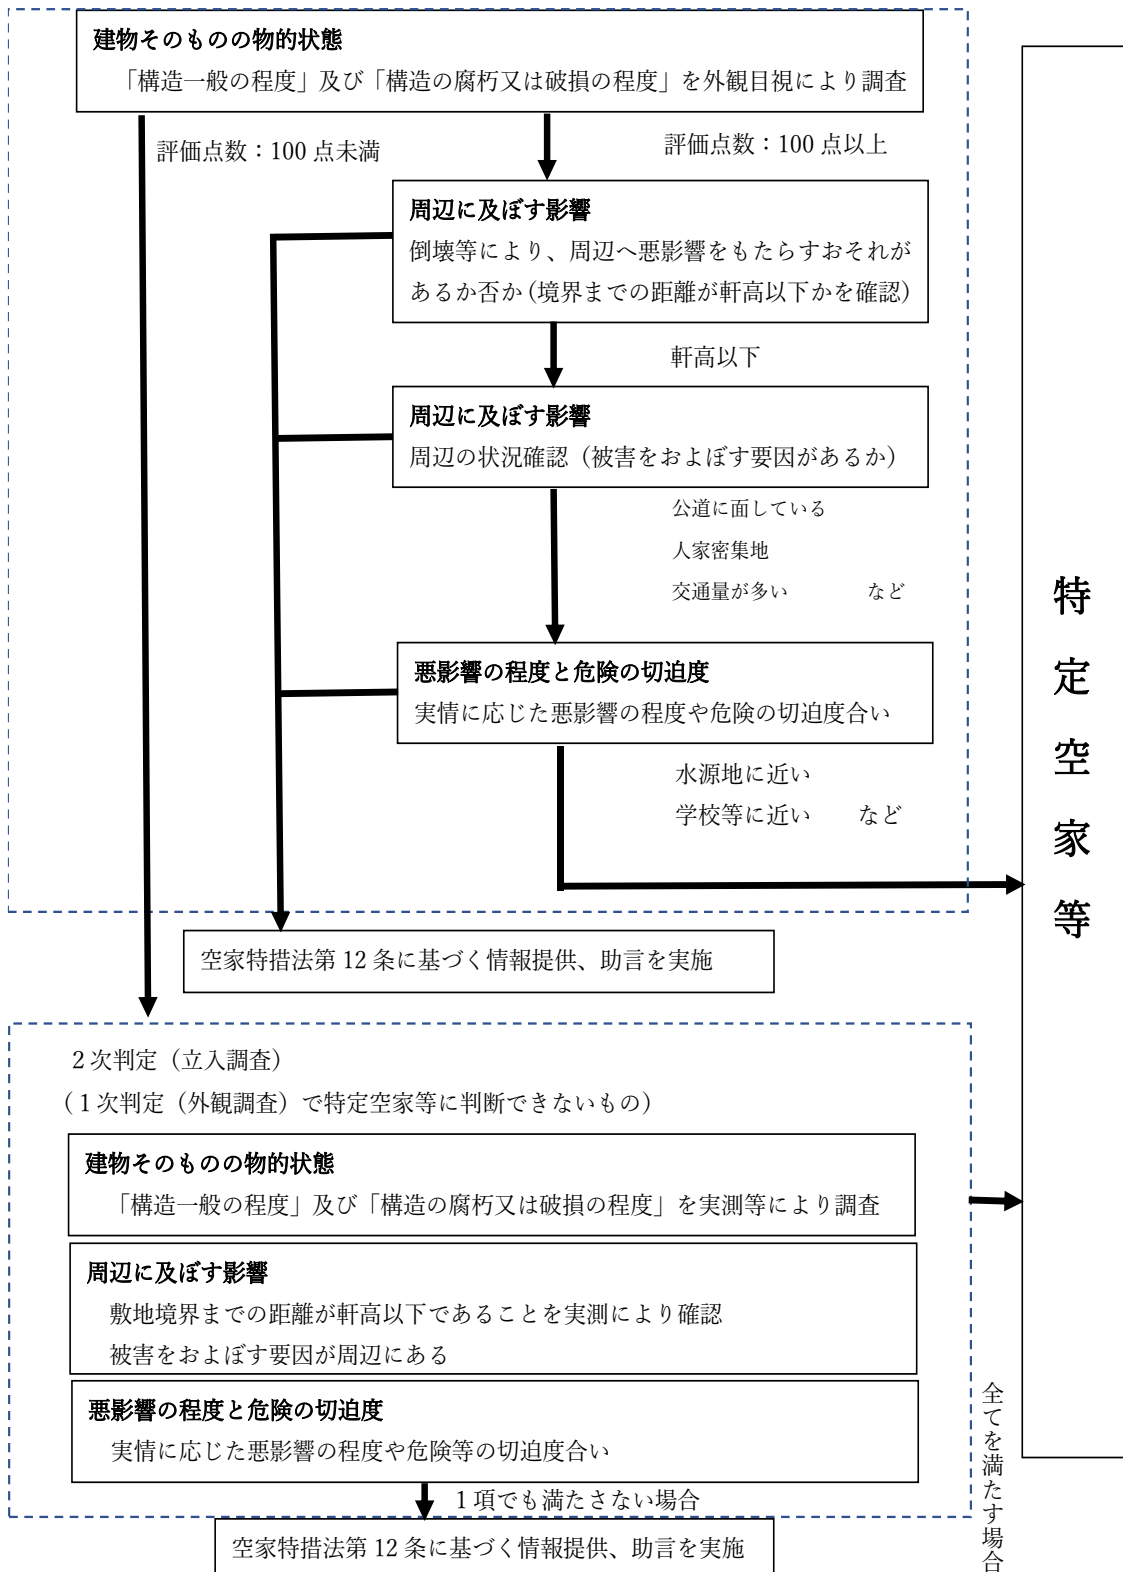 建物そのものの物的状態
「構造一般の程度」及び「構造の腐朽又は破損の程度」を外観目視により調査
評価点数：100 点未満
評価点数：100 点以上
周辺に及ぼす影響
倒壊等により、周辺へ悪影響をもたらすおそれが
あるか否か（境界までの距離が軒高以下かを確認）
軒高以下
周辺に及ぼす影響
周辺の状況確認（被害をおよぼす要因があるか）
公道に面している
人家密集地
交通量が多い　　　　など
悪影響の程度と危険の切迫度
実情に応じた悪影響の程度や危険の切迫度合い
水源地に近い
学校等に近い　　など
空家特措法第 12 条に基づく情報提供、助言を実施
特定空家等
２次判定（立入調査）
（１次判定（外観調査）で特定空家等に判断できないもの）
建物そのものの物的状態
「構造一般の程度」及び「構造の腐朽又は破損の程度」を実測等により調査
周辺に及ぼす影響
敷地境界までの距離が軒高以下であることを実測により確認
被害をおよぼす要因が周辺にある
悪影響の程度と危険の切迫度
実情に応じた悪影響の程度や危険等の切迫度合い
全てを満たす場合
１項でも満たさない場合
空家特措法第 12 条に基づく情報提供、助言を実施